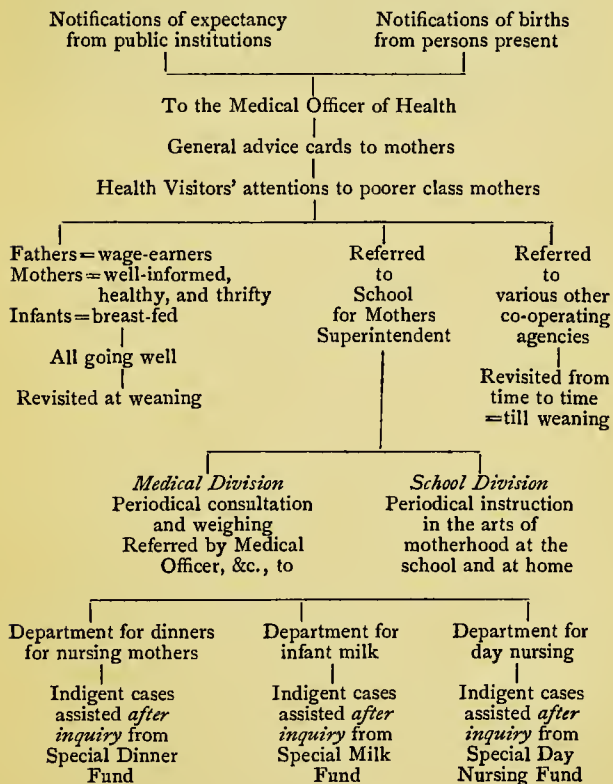 Notifications of expectancy
from public institutions
Notifications of births
from persons present
To the Medical Officer of Health
General advice cards to mothers
Health Visitors' attentions to poorer class mothers
Fathers = wage-earners
Mothers = well-informed,
healthy, and thrifty
Infants = breast-fed
All going well
Revisited at weaning
Referred
to
School
for Mothers
Superintendent
Referred
to
various other
co-operating
agencies
Revisited from
time to time
= till weaning
Medical Division
Periodical consultation
and weighing
Referred by Medical
Officer, &c., to
School Division
Periodical instruction
in the arts of
motherhood at the
school and at home
Department for dinners
for nursing mothers
Indigent cases
assisted after
inquiry from
Special Dinner
Fund
Department for
infant milk
Indigent cases
assisted after
inquiry from
Special Milk
Fund
Department for
day nursing
Indigent cases
assisted after
inquiry from
Special Day
Nursing Fund